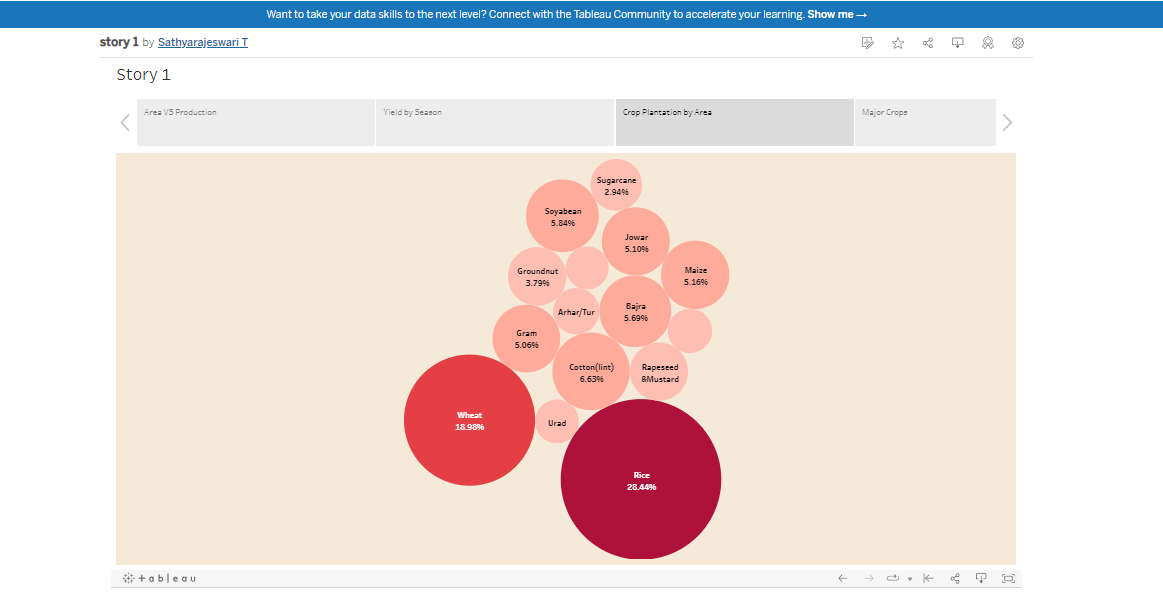 Want to take your data skills to the next level? Connect with the Tableau Community to accelerate your learning. Show me →
story 1 by Sathyarajeswari T
Story 1
Area VS Production
Yield by Season
Crop Plantation by Area
Major Crops
Sugarcane
2.94%
Soyabean
5.84%
Jowar
5.10%
Groundnut
3.79%
Maize
5.16%
Arhar/Tur
Bajra
5.69%
Gram
5.06%
Cotton(lint)
6.63%
Rapeseed
&Mustard
Wheat
18.98%
Urad
Rice
28.44%
+ a b l e a u